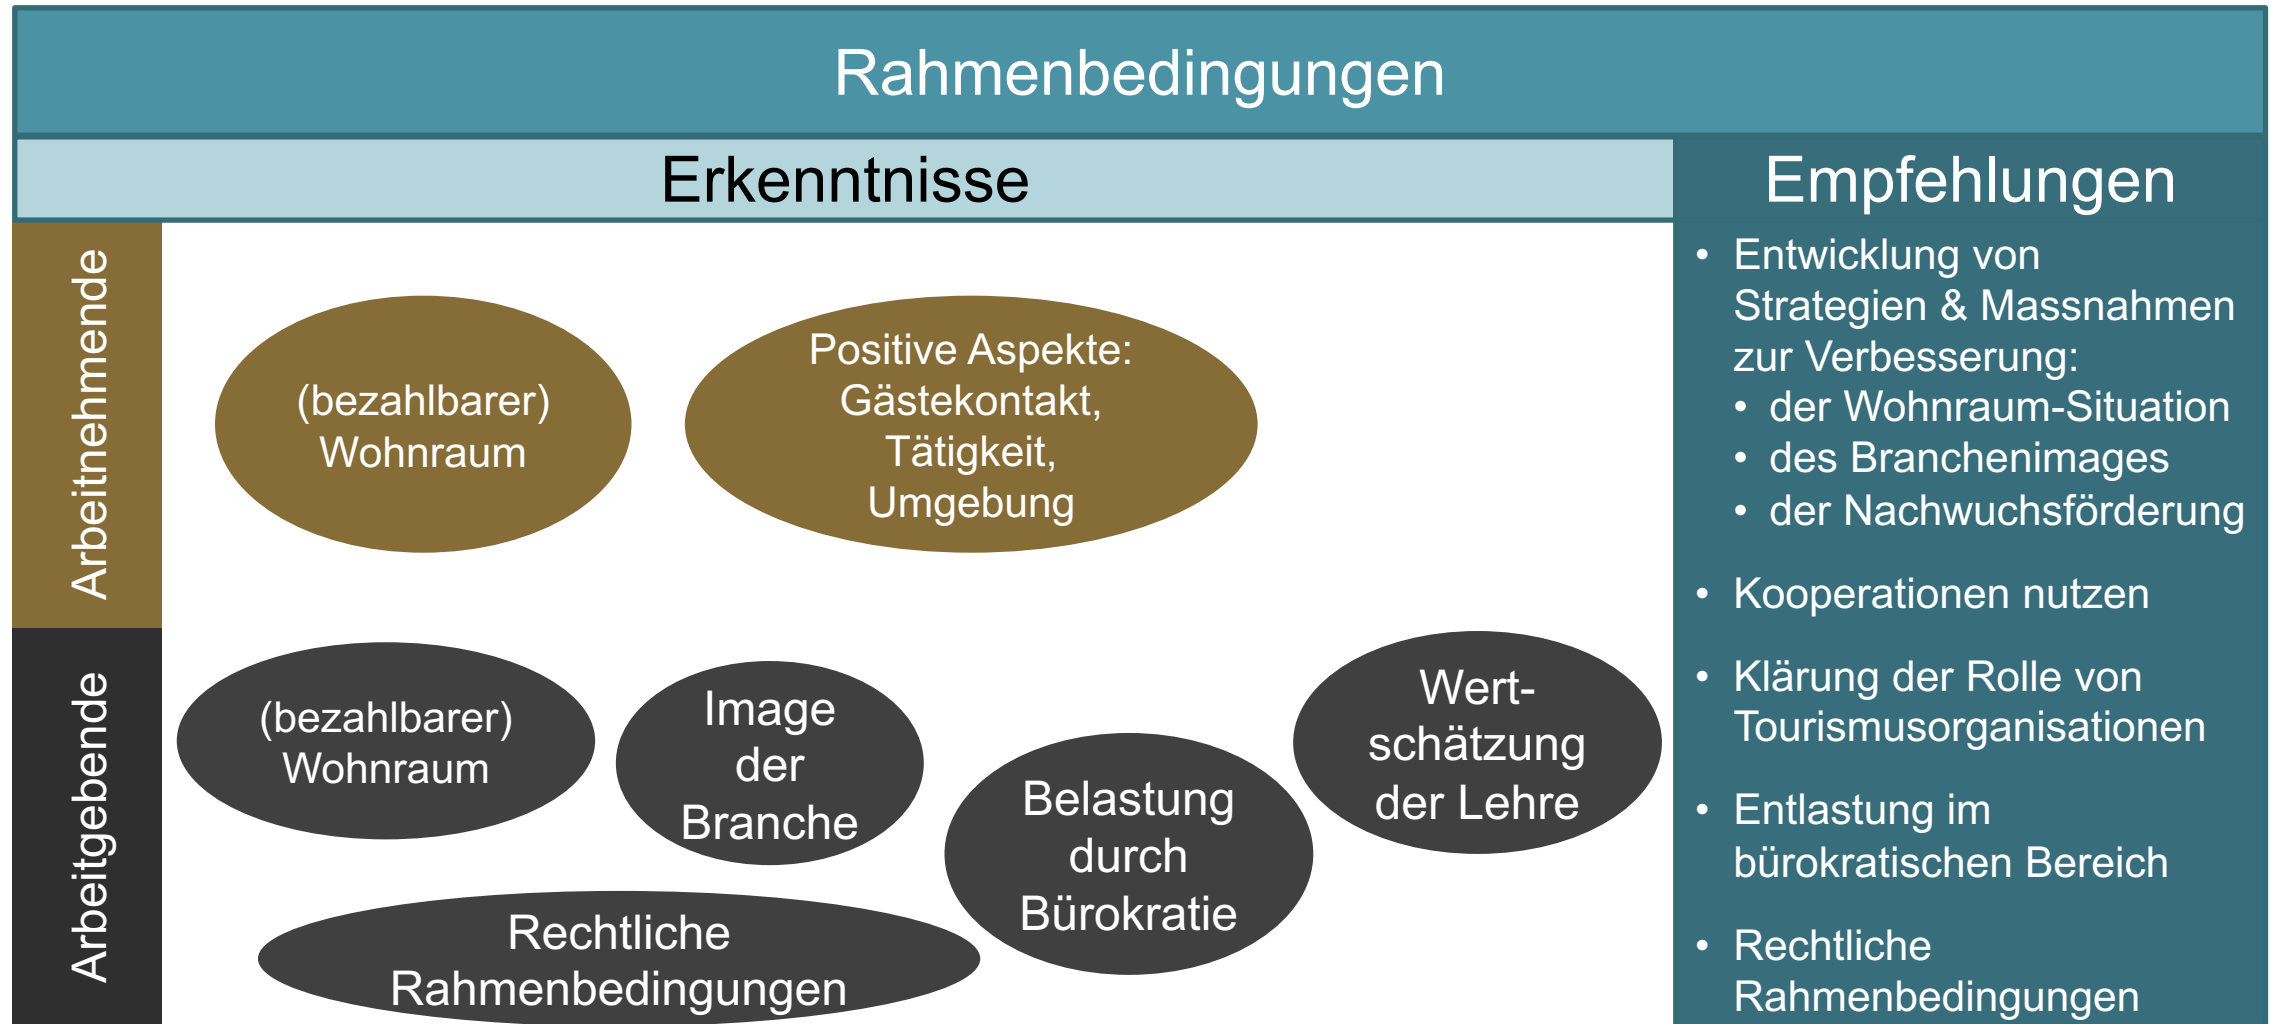 Rahmenbedingungen
Erkenntnisse
Empfehlungen
Arbeitnehmende
(bezahlbarer)
Wohnraum
Positive Aspekte:
Gästekontakt,
Tätigkeit,
Umgebung
Arbeitgebende
(bezahlbarer)
Wohnraum
Image
der
Branche
Rechtliche
Rahmenbedingungen
Belastung
durch
Bürokratie
Wert-
schätzung
der Lehre
• Entwicklung von
Strategien & Massnahmen
zur Verbesserung:
• der Wohnraum-Situation
• des Branchenimages
• der Nachwuchsförderung
• Kooperationen nutzen
• Klärung der Rolle von
Tourismusorganisationen
• Entlastung im
bürokratischen Bereich
• Rechtliche
Rahmenbedingungen